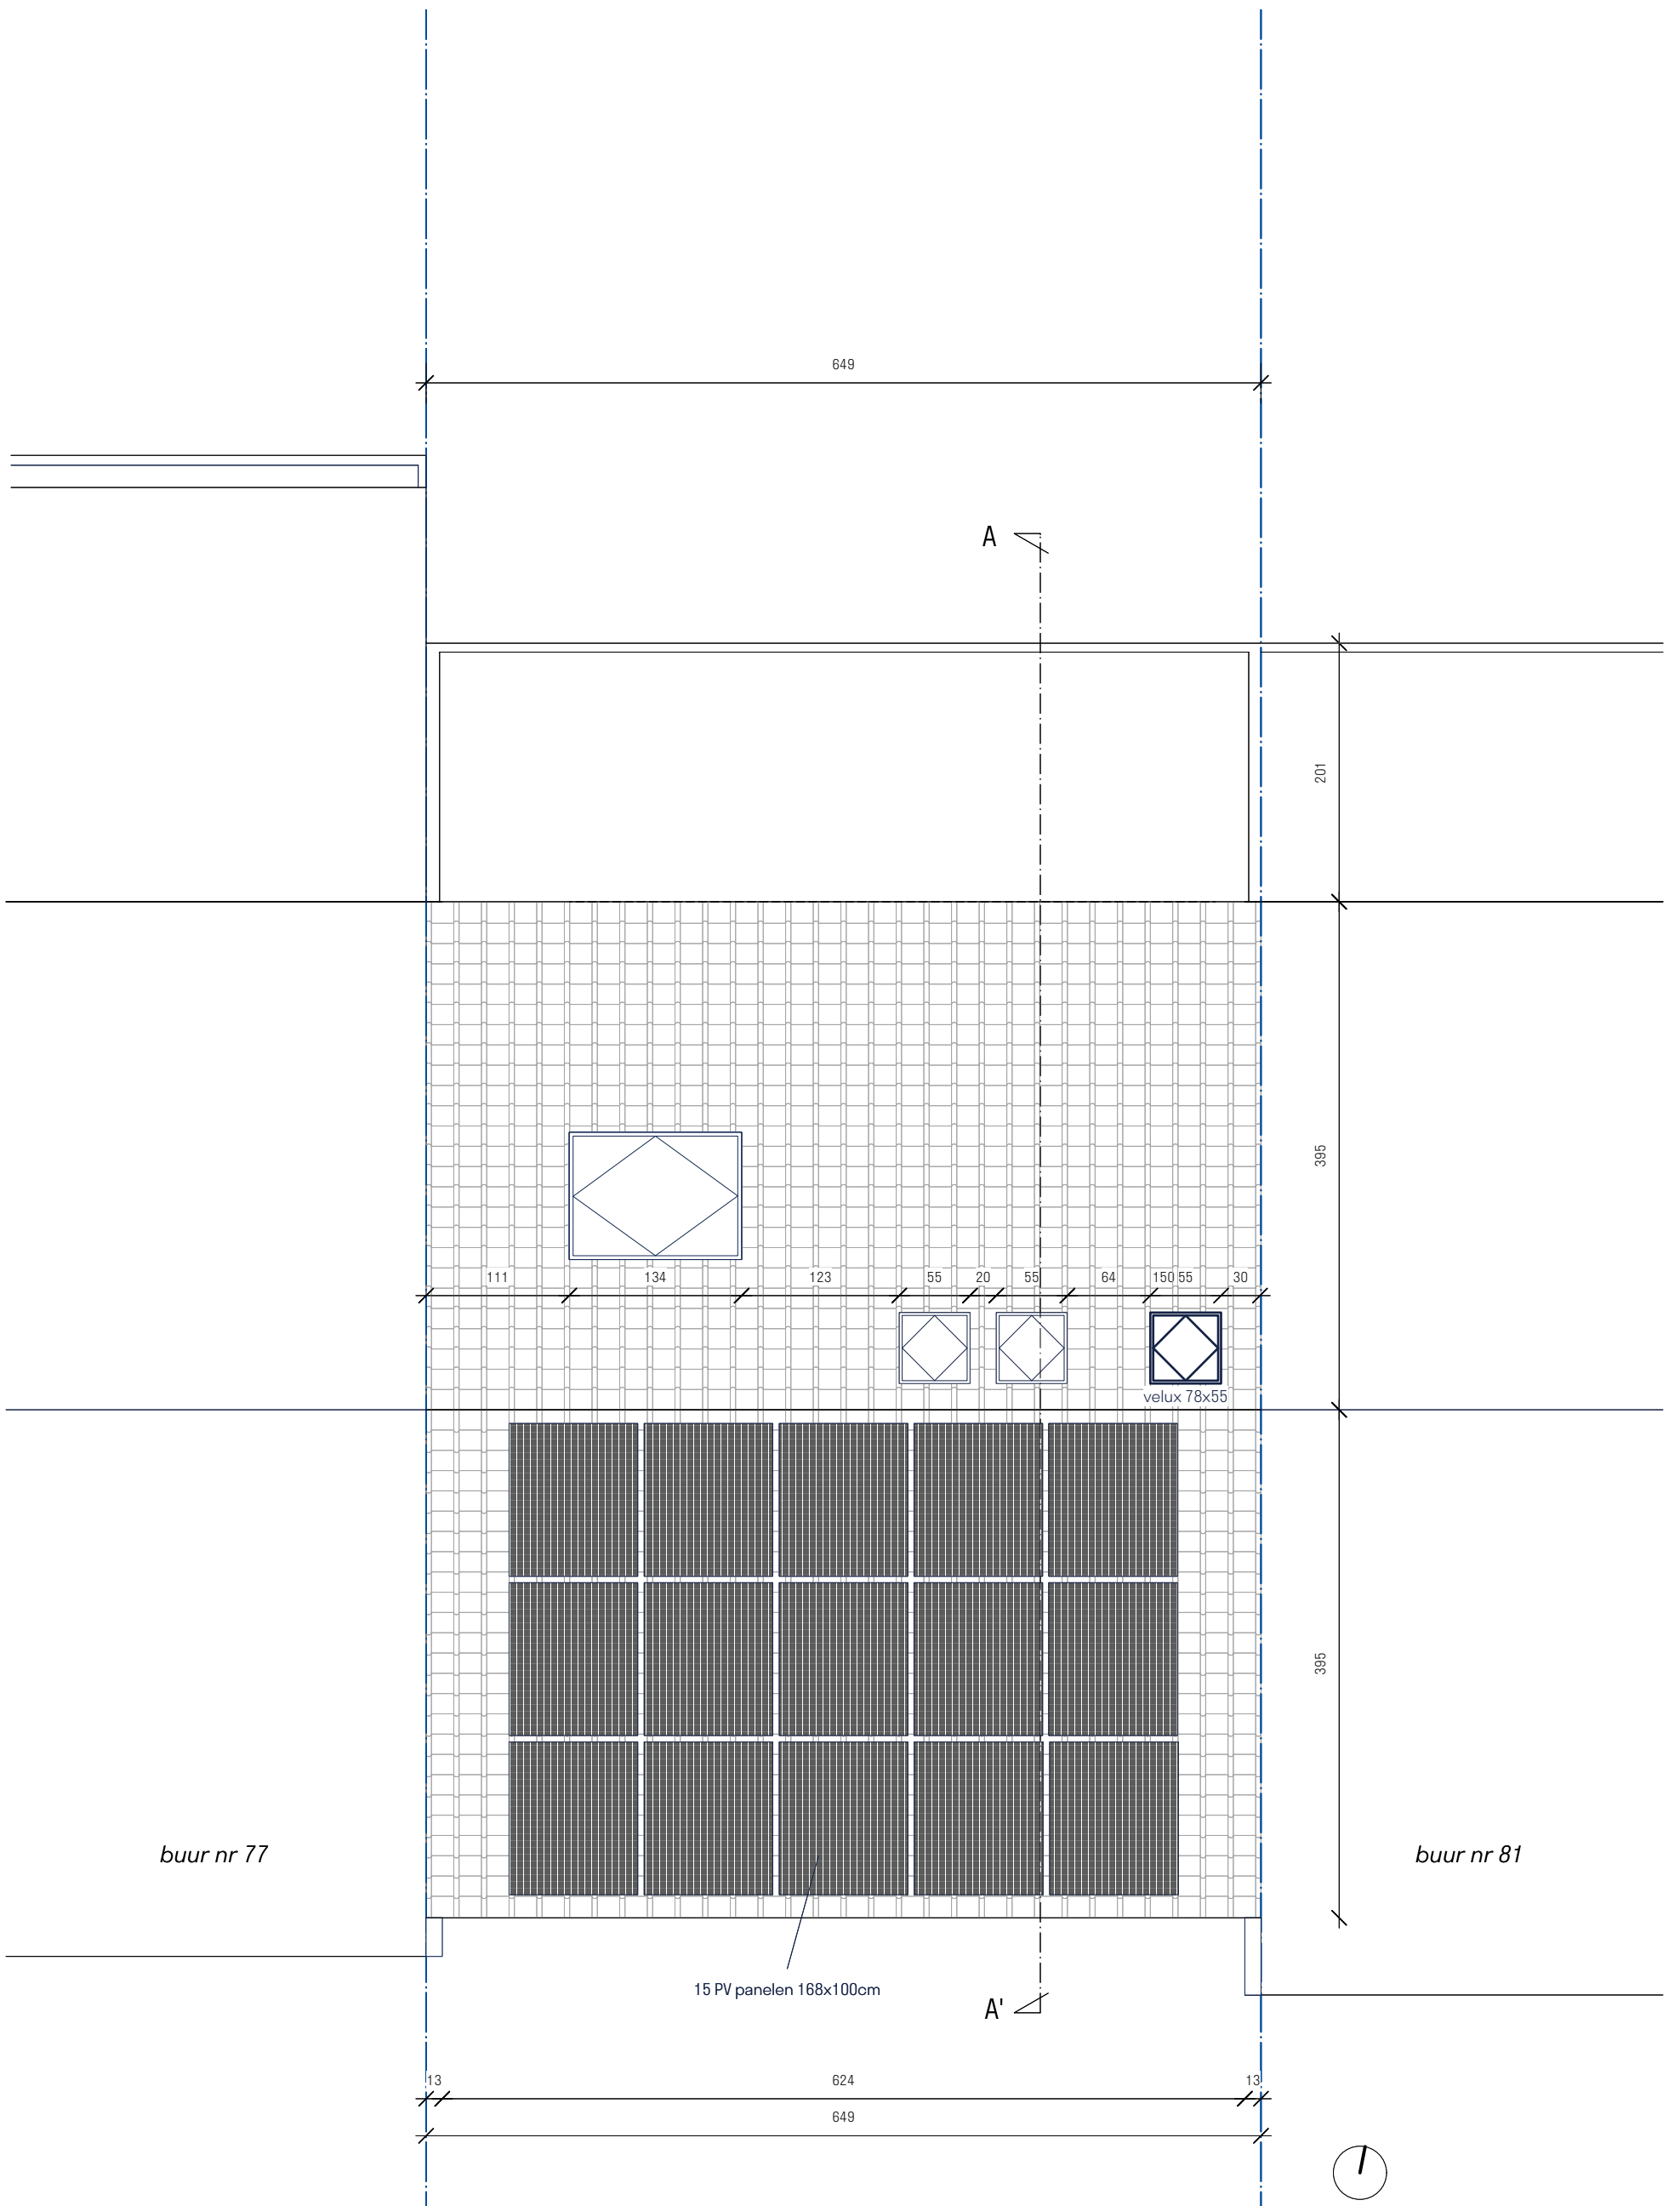 649
A
201
395
111 134 123 55 20 55 64 150 55 30
velux 78x55
395
buur nr 77
buur nr 81
15 PV panelen 168x100cm
A'
13 624 13
649